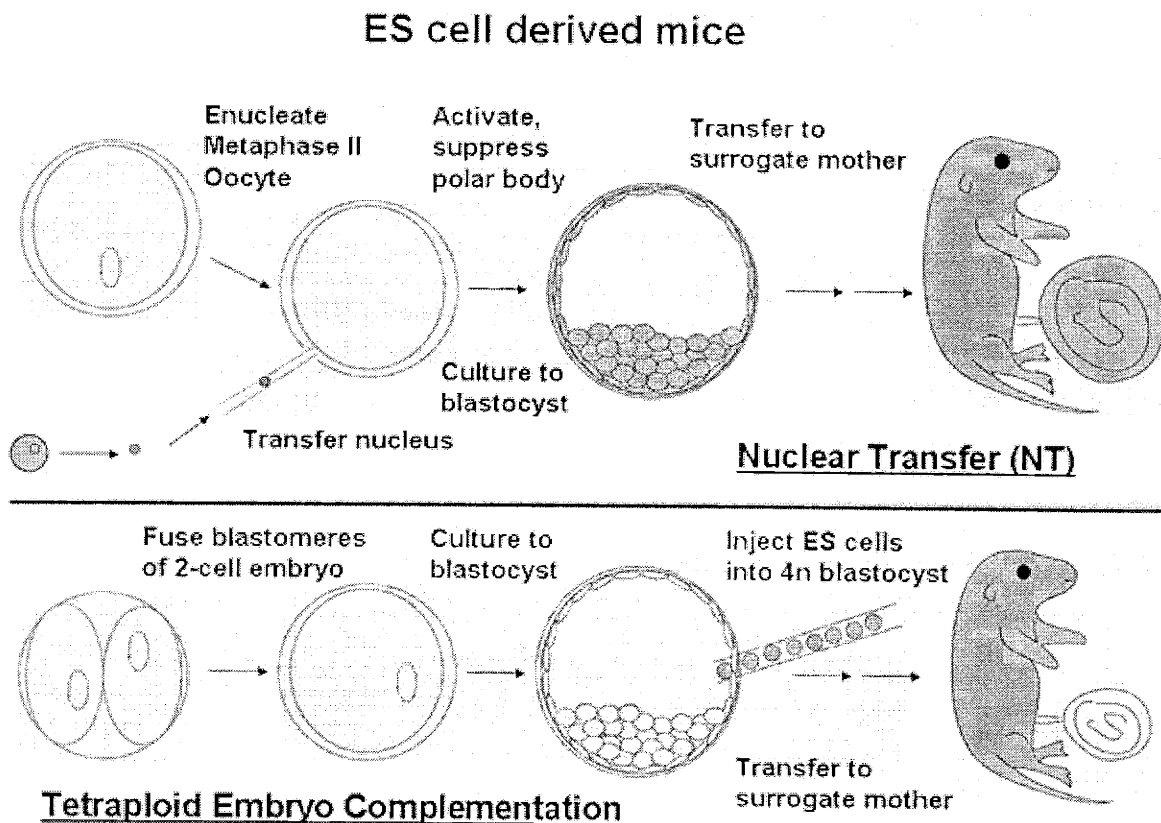 ES cell derived mice
Enucleate
Metaphase II
Oocyte
Activate,
suppress
polar body
Transfer to
surrogate mother
Culture to
blastocyst
Transfer nucleus
Nuclear Transfer (NT)
Fuse blastomeres
of 2-cell embryo
Culture to
blastocyst
Inject ES cells
into 4n blastocyst
Transfer to
surrogate mother
Tetraploid Embryo Complementation